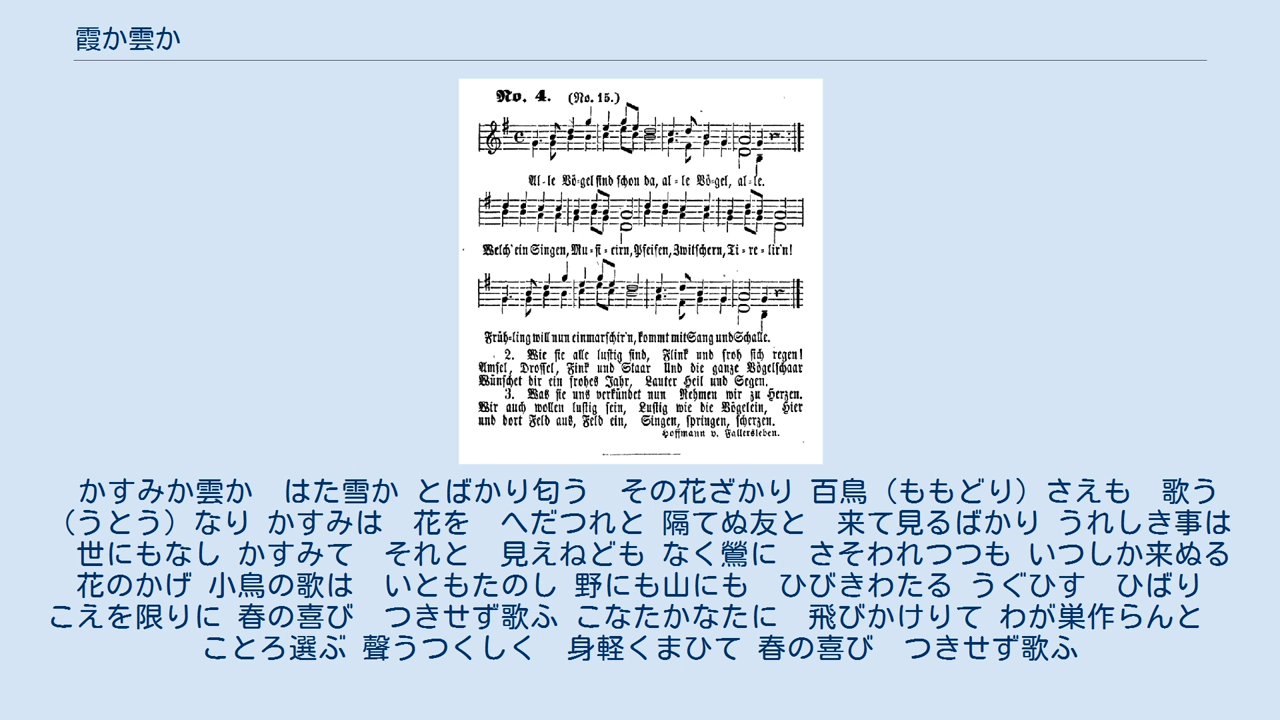 霞か雲か
No. 4. (No. 15.)
Al-le Vö-gel sind schon da, al-le Vö-gel, al-le.
Welch' ein Singen, Mu-si-cirn, Pfeifen, Zwitschern, Ti-re-lir'n!
Früh-ling will nun einmarschir'n, kommt mit Sang und Schalle.
2. Wie sie alle lustig sind, Flink und froh sich regen!
Amsel, Drossel, Fink und Staar Und die ganze Vögelschaar
Wünschet dir ein frohes Jahr, Lauter Heil und Segen.
3. Was sie uns verkündet nun Nehmen wir zu Herzen.
Wir auch wollen lustig sein, Lustig wie die Vögelein, Hier
und dort Feld aus, Feld ein, Singen, springen, scherzen.
Hoffmann v. Fallersleben.
かすみか雲か　はた雪か とばかり匂う　その花ざかり 百鳥（ももどり）さえも　歌う
（うとう）なり かすみは　花を　へだつれと 隔てぬ友と　来て見るばかり うれしき事は
世にもなし かすみて　それと　見えねども なく鶯に　さそわれつつも いつしか来ぬる
花のかげ 小鳥の歌は　いともたのし 野にも山にも　ひびきわたる うぐひす　ひばり
こえを限りに 春の喜び　つきせず歌ふ こなたかなたに　飛びかけりて わが巣作らんと
ことろ選ぶ 聲うつくしく　身軽くまひて 春の喜び　つきせず歌ふ